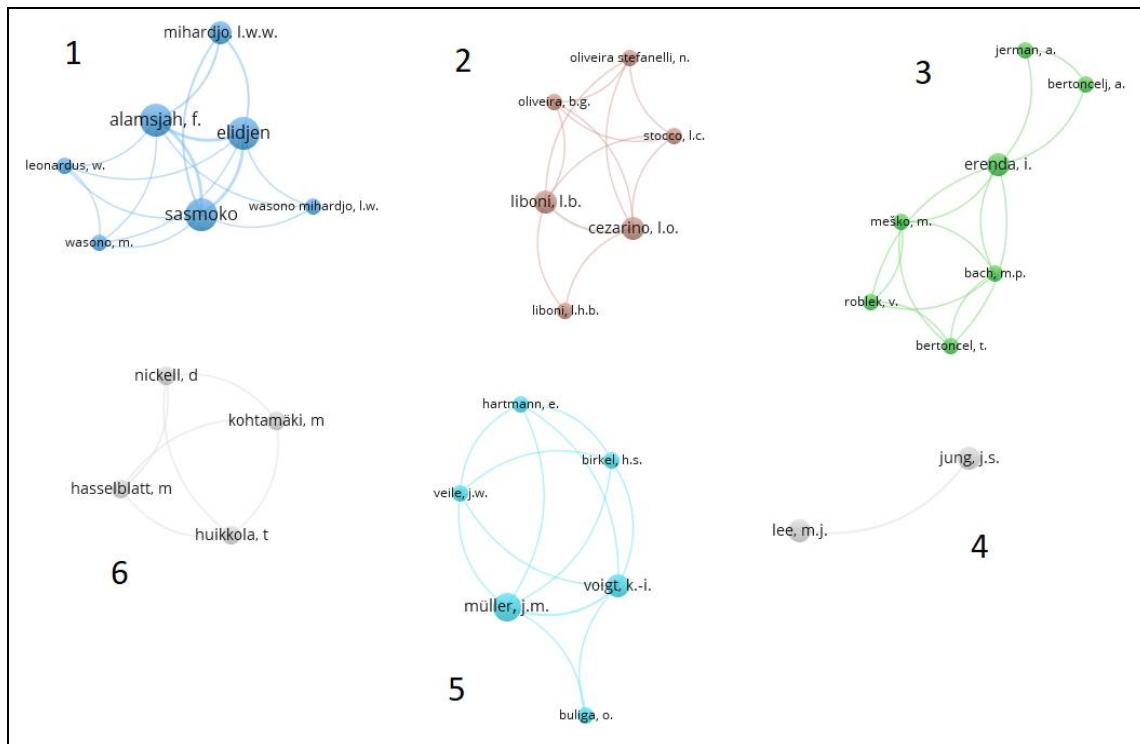 1
mihardjo, l.w.w.
alamsjah, f.
elidjen
leonardus, w.
sasmoko
wasono mihardjo, l.w.
wasono, m.
2
oliveira stefanelli, n.
oliveira, b.g.
stocco, l.c.
liboni, l.b.
cezarino, l.o.
liboni, l.h.b.
3
jerman, a.
bertoncelj, a.
erenda, i.
meško, m.
bach, m.p.
roblek, v.
bertoncel, t.
nickell, d
kohtamäki, m
hasselblatt, m
huikkola, t
6
hartmann, e.
birkel, h.s.
veile, j.w.
voigt, k.-i.
müller, j.m.
5
buliga, o.
jung, j.s.
lee, m.j.
4